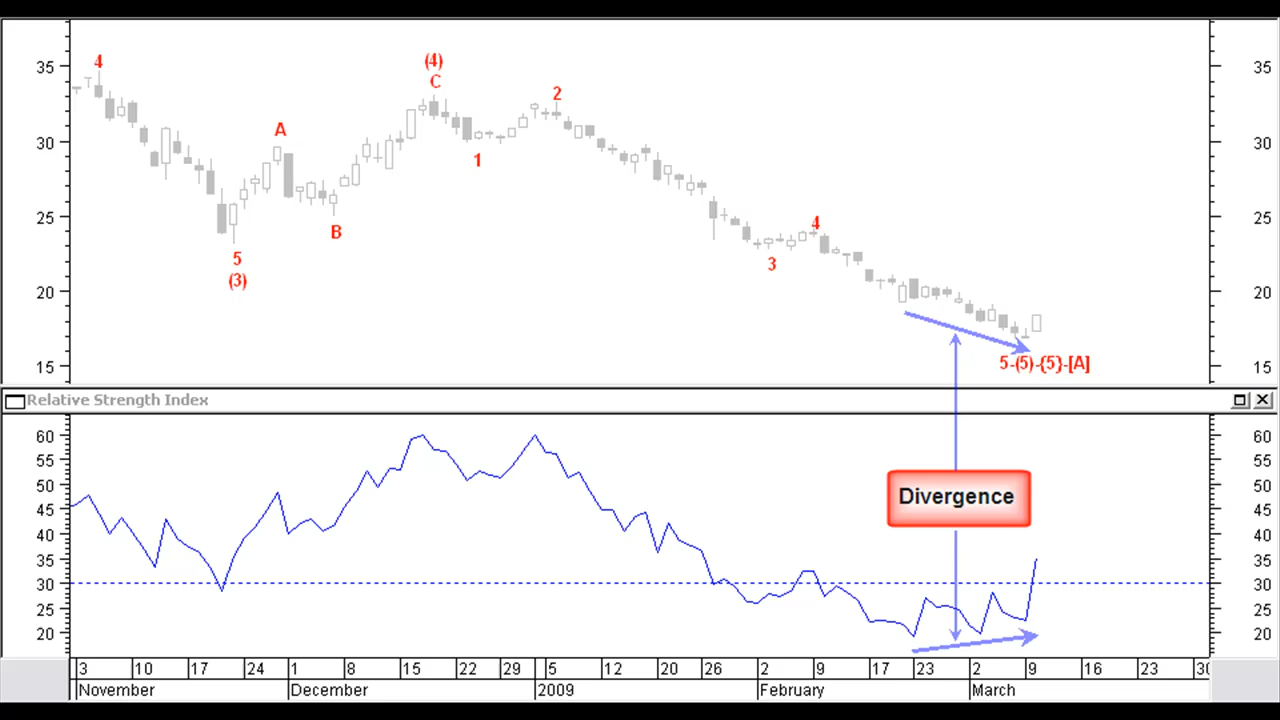 4
(4)
C
35 35
2
A
30 30
1
B
25 25
4
5
3
(3)
20 20
15 15
5-(5)-{5}-[A]
Relative Strength Index
60 60
55 55
50 50
Divergence
45 45
40 40
35 35
30 30
25 25
20 20
3 10 17 24 1 8 15 22 29 5 12 20 26 2 9 17 23 2 9 16 23 30
November December 2009 February March